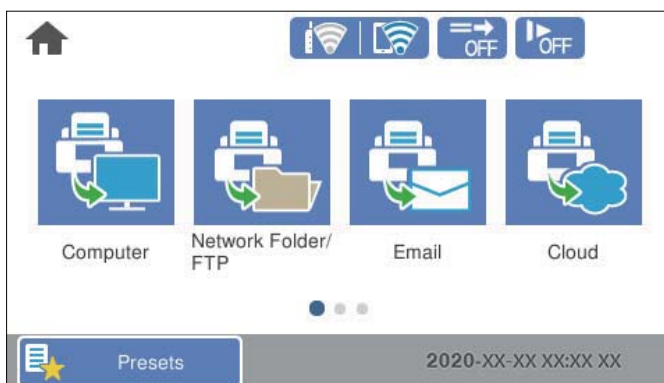 OFF OFF
Computer
Network Folder/
FTP
Email
Cloud
Presets
2020-XX-XX XX:XX XX